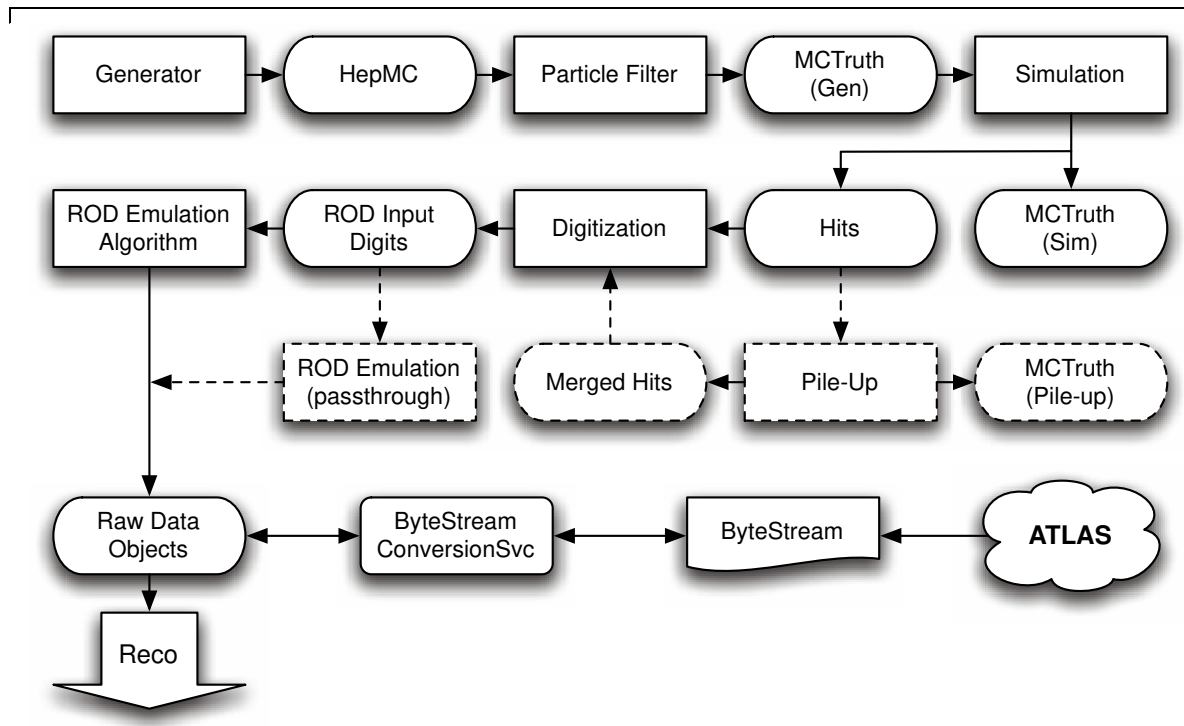 Generator
HepMC
Particle Filter
MCTruth
(Gen)
Simulation
ROD Emulation
Algorithm
ROD Input
Digits
Digitization
Hits
MCTruth
(Sim)
ROD Emulation
(passthrough)
Merged Hits
Pile-Up
MCTruth
(Pile-up)
Raw Data
Objects
ByteStream
ConversionSvc
ByteStream
ATLAS
Reco